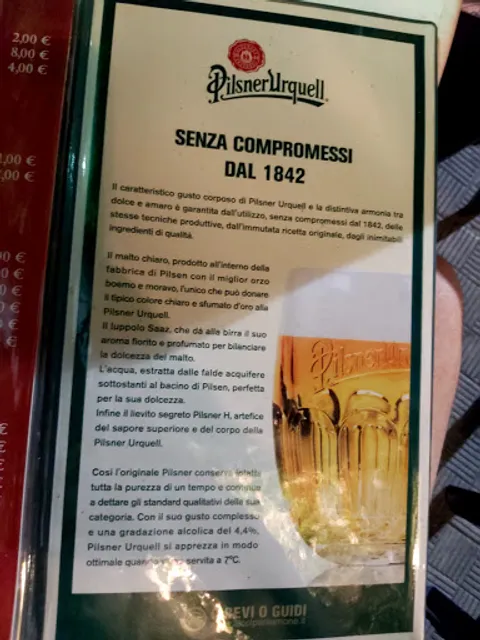 2,00 €
8,00 €
4,00 €
Pilsner Urquell
SENZA COMPROMESSI
DAL 1842
Il caratteristico gusto corposo di Pilsner Urquell e la distintiva armonia tra
dolce e amaro è garantita dall'utilizzo, senza compromessi dal 1842, delle
stesse tecniche produttive, dall'immutata ricetta originale, dagli inimitabili
ingredienti di qualità.
Il malto chiaro, prodotto all'interno della
fabbrica di Pilsen con il miglior orzo
boemo e moravo, l'unico che può donare
il tipico colore chiaro e sfumato d'oro alla
Pilsner Urquell.
Il luppolo Saaz, che dà alle birra il suo
aroma fiorito e profumato per bilanciare
la dolcezza del malto.
L'acqua, estratta dalle falde acquifere
sottostanti al bacino di Pilsen, perfetta
per la sua dolcezza.
Infine il lievito segreto Pilsner H, artefice
del sapore superiore e del corpo della
Pilsner Urquell.
Così l'originale Pilsner conserva intatta
tutta la purezza di un tempo e continua
a dettare gli standard qualitativi della sua
categoria. Con il suo gusto complesso
e una gradazione alcolica del 4,4%,
Pilsner Urquell si apprezza in modo
ottimale quando servita a 7°C.
Pilsner Urquell
BEVI O GUIDI